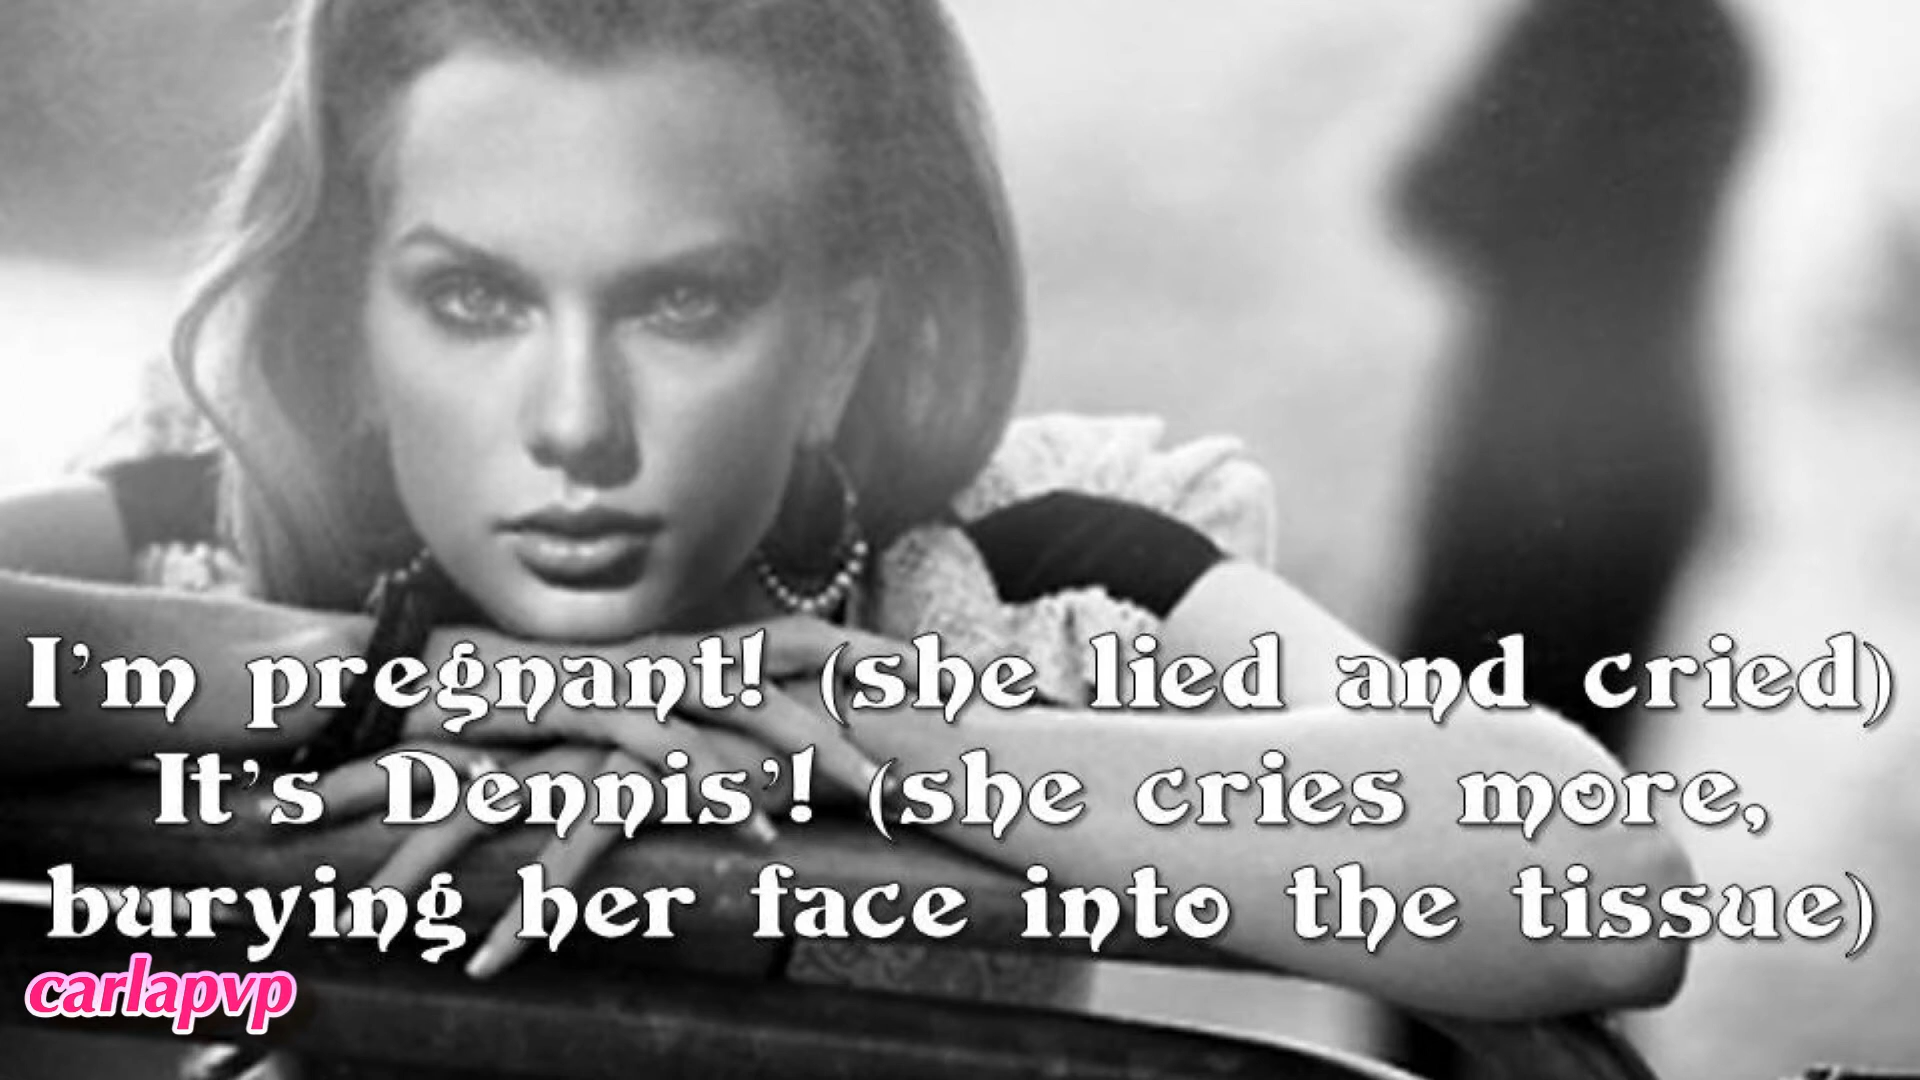 I'm pregnant! (she lied and cried)
It's Dennis'! (she cries more,
burying her face into the tissue)
carlapvp